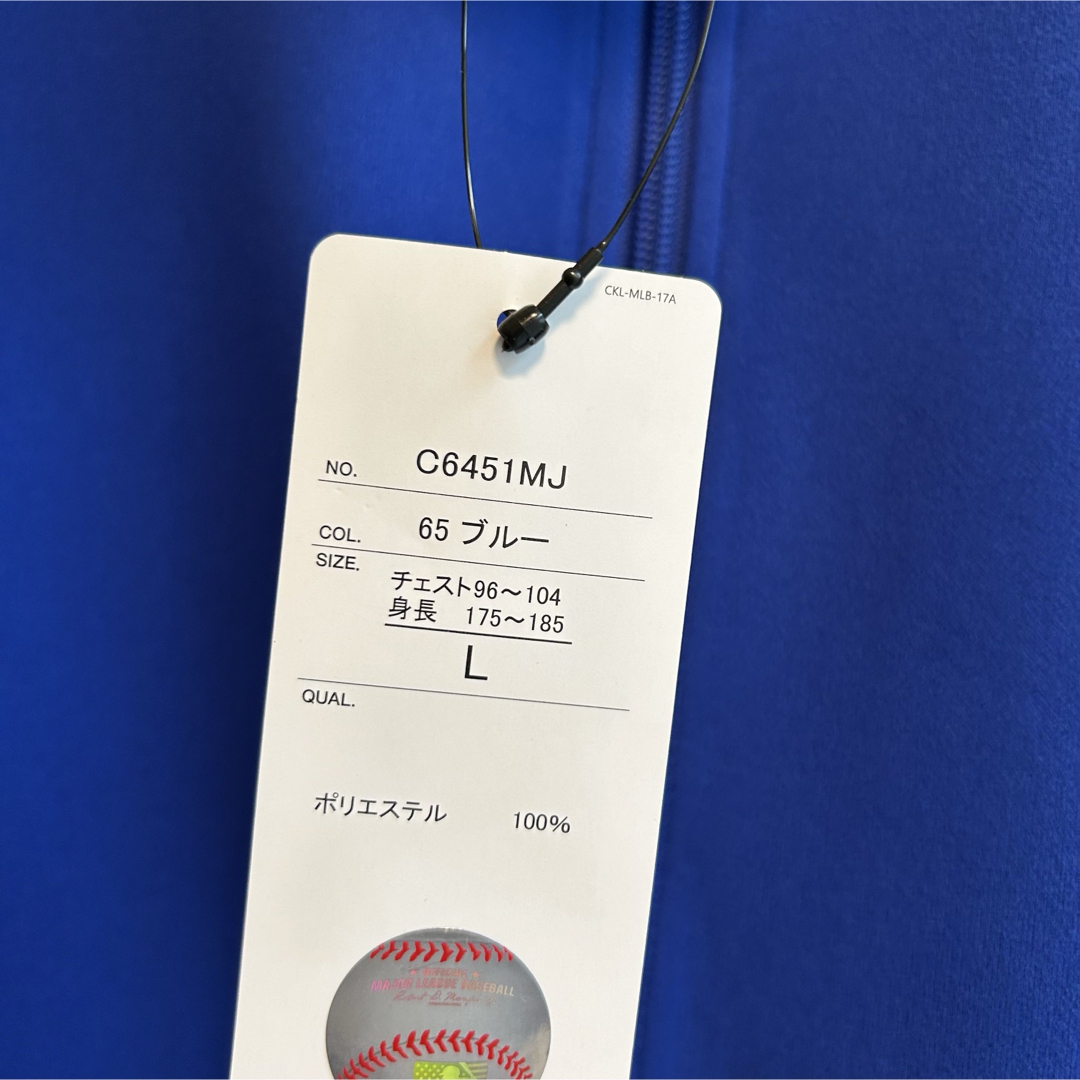 CKL-MLB-17A
NO. C6451MJ
COL. 65 ブルー
SIZE.
チェスト96〜104
身長 175〜185
L
QUAL.
ポリエステル 100%
MAJOR LEAGUE BASEBALL